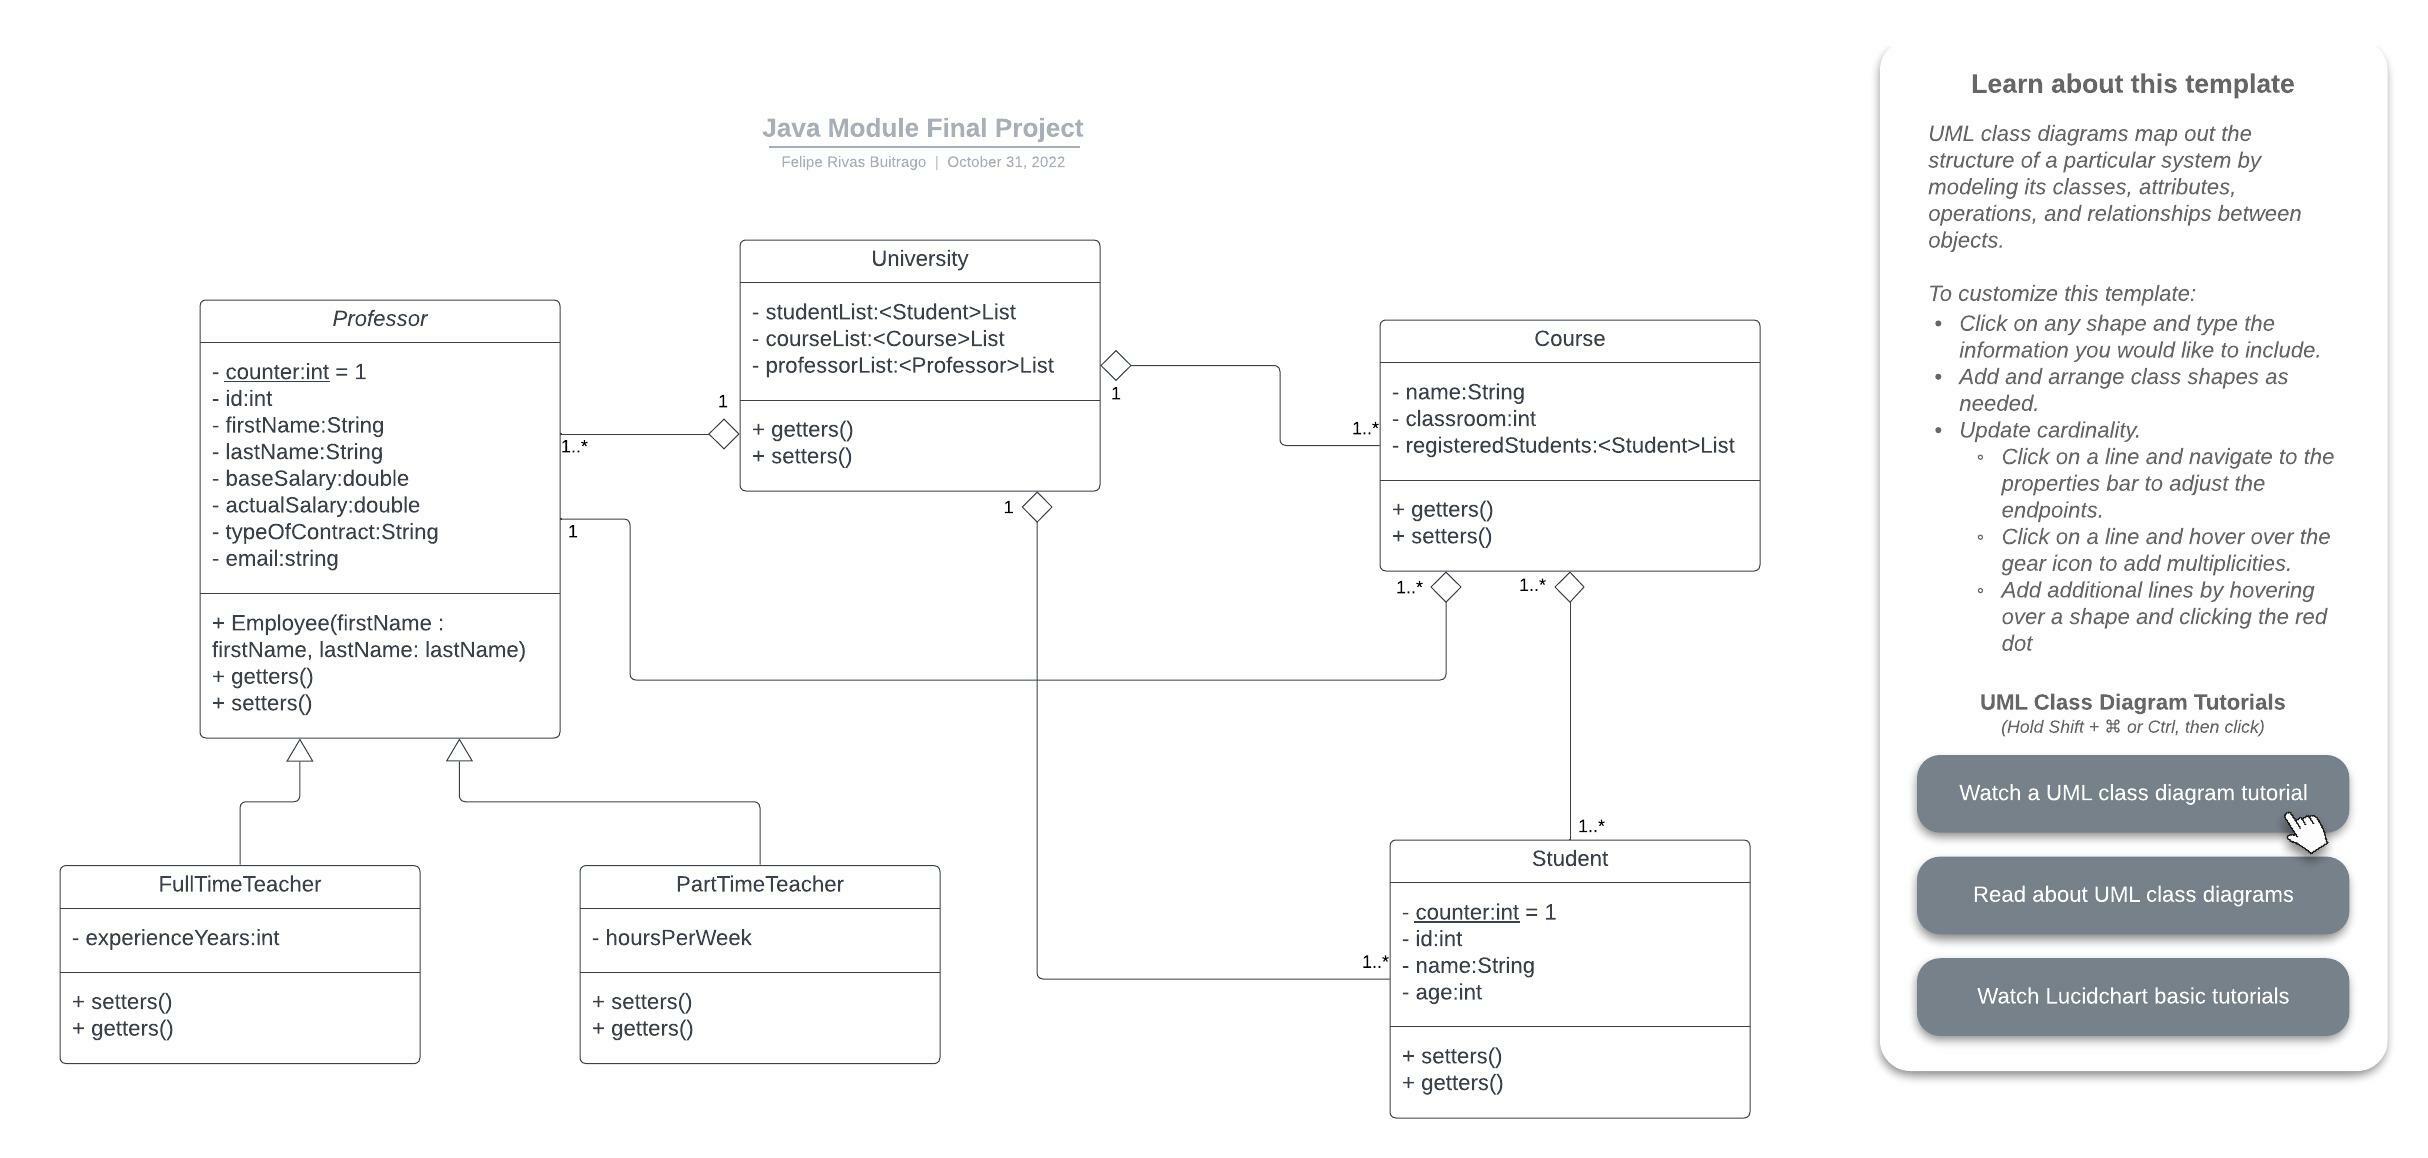 Java Module Final Project
Felipe Rivas Buitrago | October 31, 2022
University
- studentList:<Student>List
- courseList:<Course>List
- professorList:<Professor>List
+ getters()
+ setters()
1
1
1
Professor
- counter:int = 1
- id:int
- firstName:String
- lastName:String
- baseSalary:double
- actualSalary:double
- typeOfContract:String
- email:string
+ Employee(firstName :
firstName, lastName: lastName)
+ getters()
+ setters()
1..*
1
Course
- name:String
- classroom:int
- registeredStudents:<Student>List
+ getters()
+ setters()
1..*
1..*
1..*
FullTimeTeacher
- experienceYears:int
+ setters()
+ getters()
PartTimeTeacher
- hoursPerWeek
+ setters()
+ getters()
1..*
Student
- counter:int = 1
- id:int
- name:String
- age:int
+ setters()
+ getters()
1..*
Learn about this template
UML class diagrams map out the
structure of a particular system by
modeling its classes, attributes,
operations, and relationships between
objects.
To customize this template:
• Click on any shape and type the
information you would like to include.
• Add and arrange class shapes as
needed.
• Update cardinality.
◦ Click on a line and navigate to the
properties bar to adjust the
endpoints.
◦ Click on a line and hover over the
gear icon to add multiplicities.
◦ Add additional lines by hovering
over a shape and clicking the red
dot
UML Class Diagram Tutorials
(Hold Shift + ⌘ or Ctrl, then click)
Watch a UML class diagram tutorial
Read about UML class diagrams
Watch Lucidchart basic tutorials